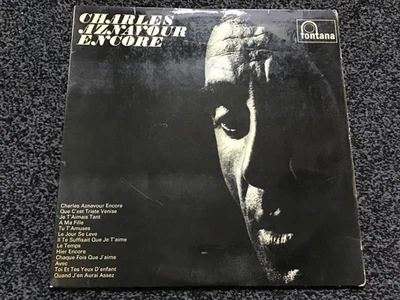 CHARLES
AZNAVOUR
ENCORE
fontana
Charles Aznavour Encore
Que C'est Triste Venise
Je T'Aimais Tant
A Ma Fille
Tu T'Amuses
Le Jour Se Leve
Il Te Suffisait Que Je T'aime
Le Temps
Hier Encore
Chaque Fois Que J'aime
Avec
Toi Et Tes Yeux D'enfant
Quand J'en Aurai Assez